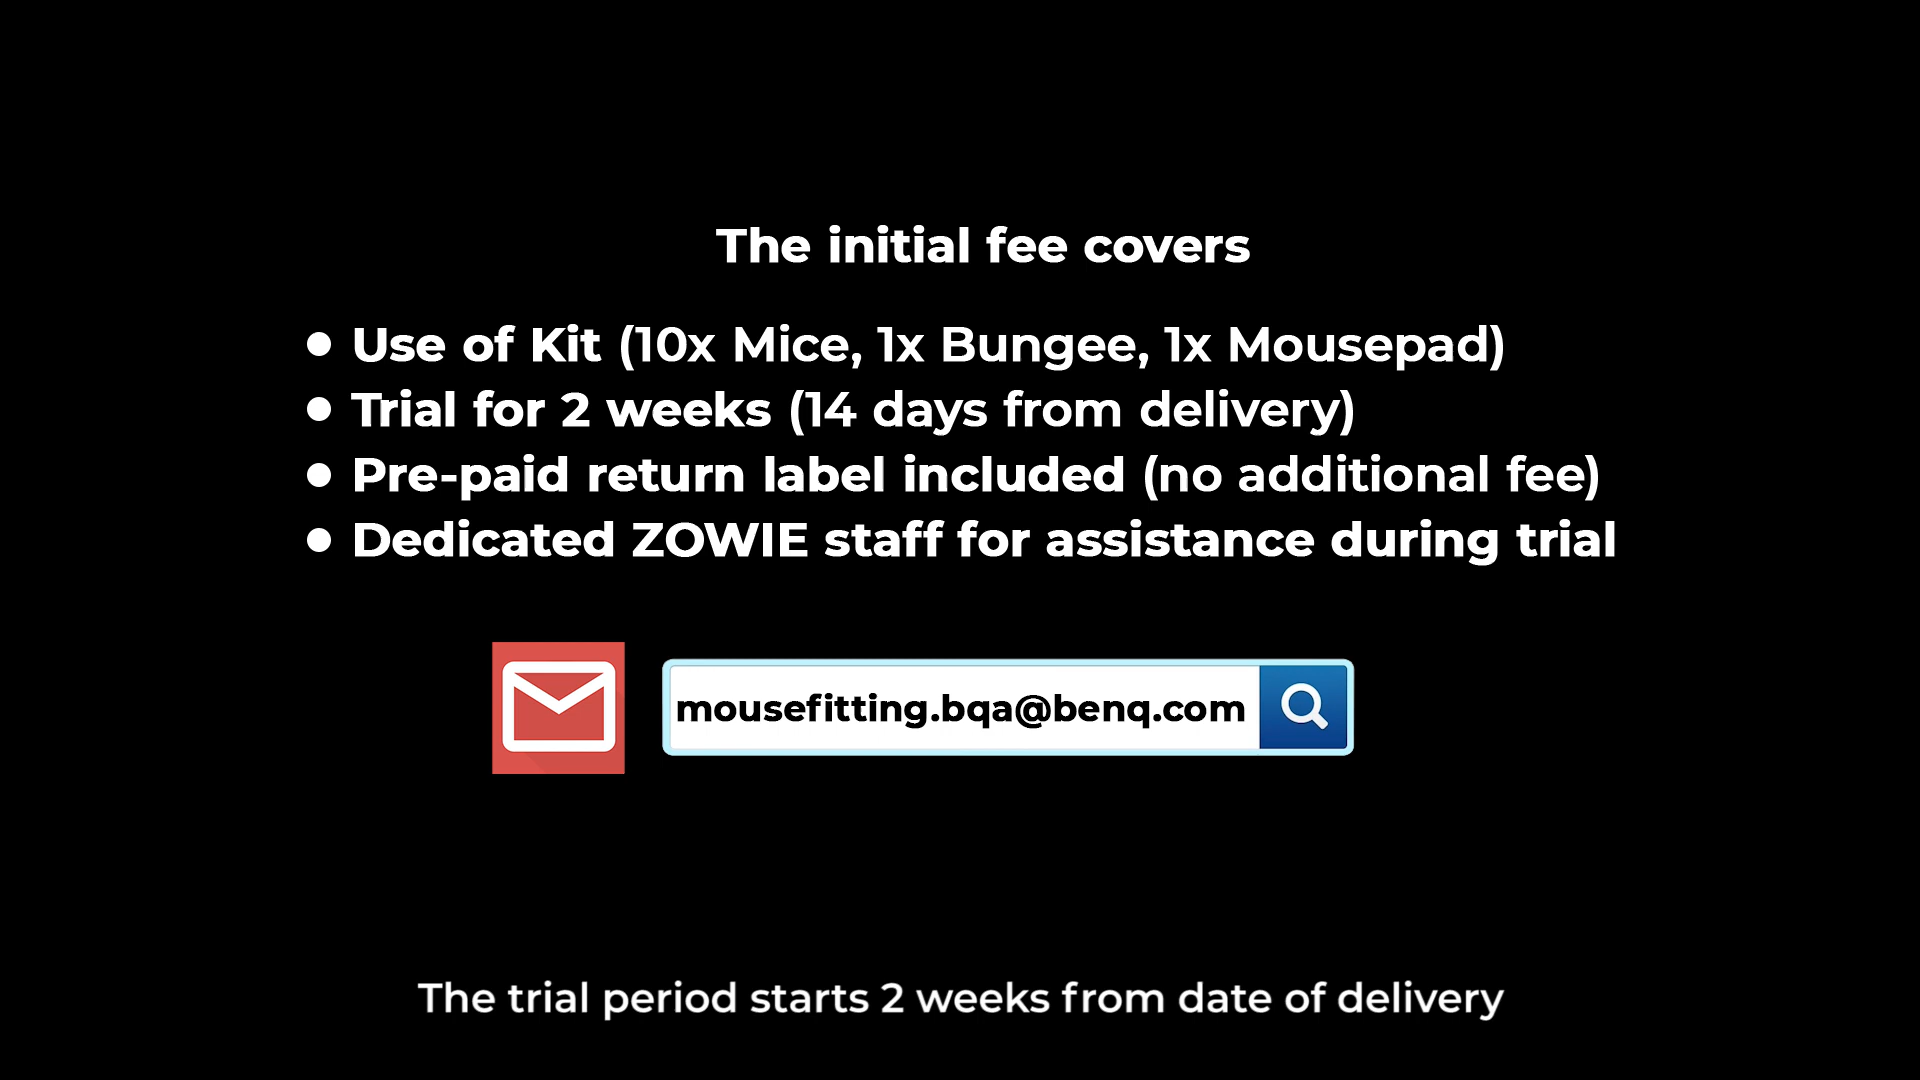 The initial fee covers
● Use of Kit (10x Mice, 1x Bungee, 1x Mousepad)
● Trial for 2 weeks (14 days from delivery)
● Pre-paid return label included (no additional fee)
● Dedicated ZOWIE staff for assistance during trial
mousefitting.bqa@benq.com
The trial period starts 2 weeks from date of delivery